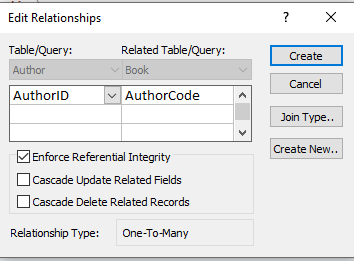 Edit Relationships
Table/Query: Related Table/Query:
Author Book
Create
AuthorID AuthorCode
Cancel
Join Type..
Create New..
Enforce Referential Integrity
Cascade Update Related Fields
Cascade Delete Related Records
Relationship Type: One-To-Many